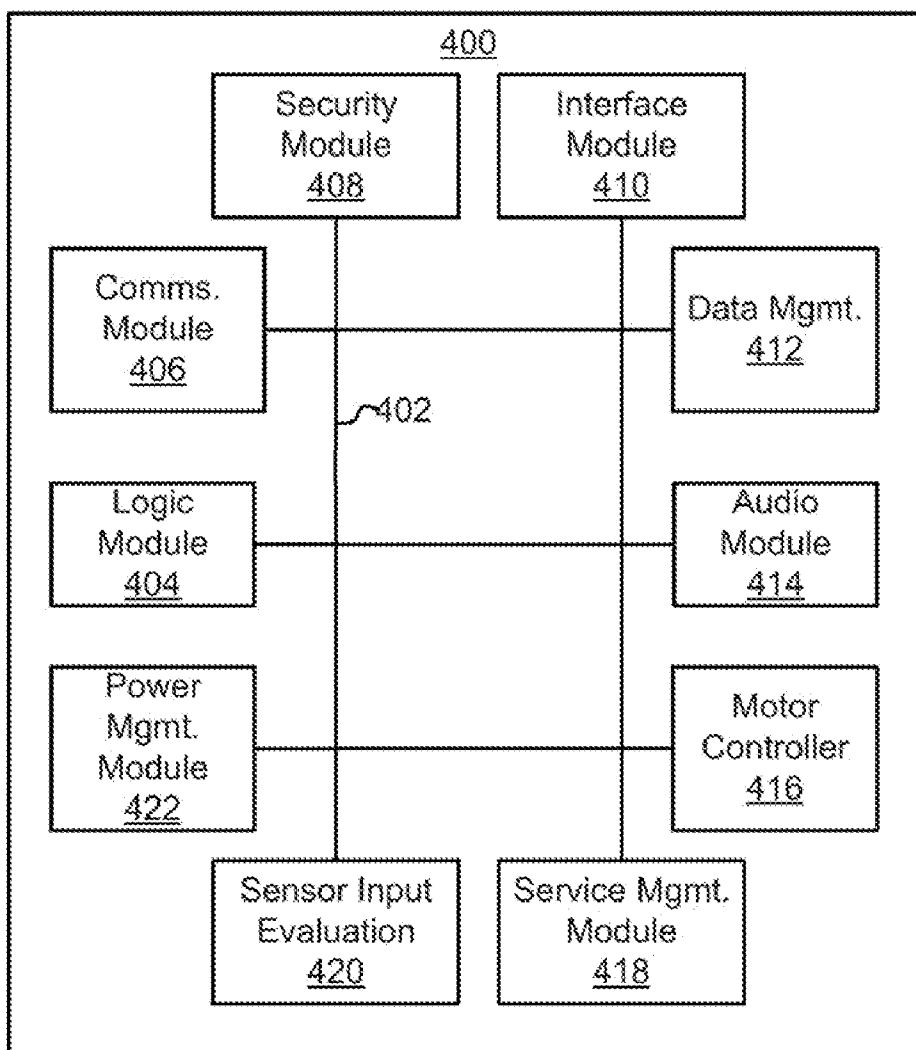 400
Security
Module
408
Interface
Module
410
Comms.
Module
406
Data Mgmt.
412
402
Logic
Module
404
Audio
Module
414
Power
Mgmt.
Module
422
Motor
Controller
416
Sensor Input
Evaluation
420
Service Mgmt.
Module
418